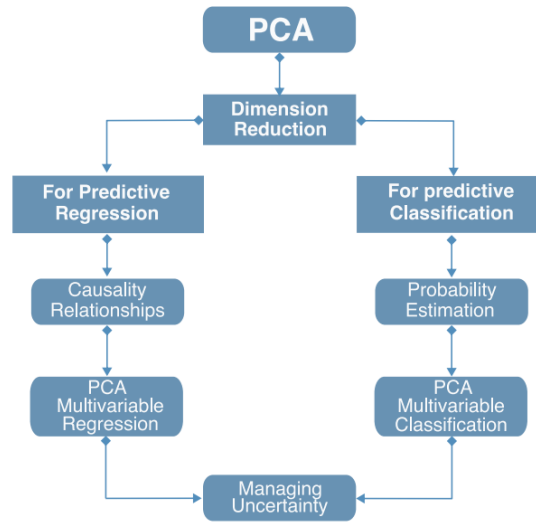 PCA
Dimension
Reduction
For Predictive
Regression
For predictive
Classification
Causality
Relationships
Probability
Estimation
PCA
Multivariable
Regression
PCA
Multivariable
Classification
Managing
Uncertainty